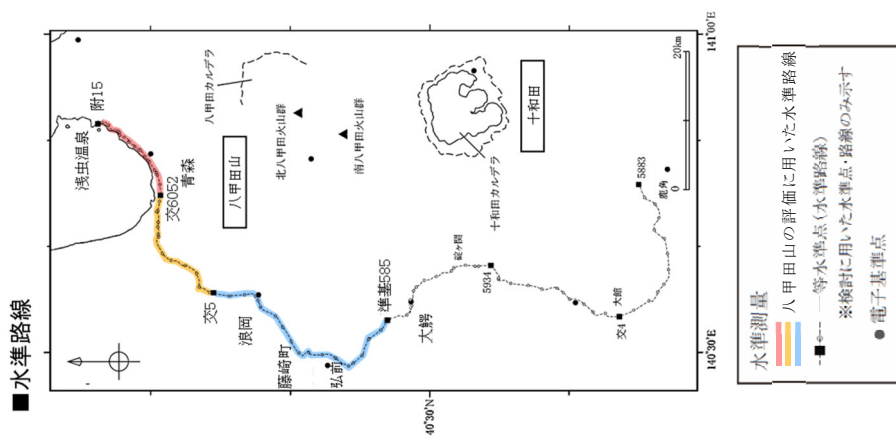 ■水準路線
附15
浅虫温泉
青森
交6052
八甲田カルデラ
八甲田山
北八甲田火山群
南八甲田火山群
十和田
十和田カルデラ
交5
浪岡
藤崎町
弘前
準基585
大鰐
碇ヶ関
5934
大館
交4
5883
鹿角
0
20km
141°00′E
140°30′E
40°30′N
水準測量
八甲田山の評価に用いた水準路線
一等水準点(水準路線)
※検討に用いた水準点・路線のみ示す
電子基準点